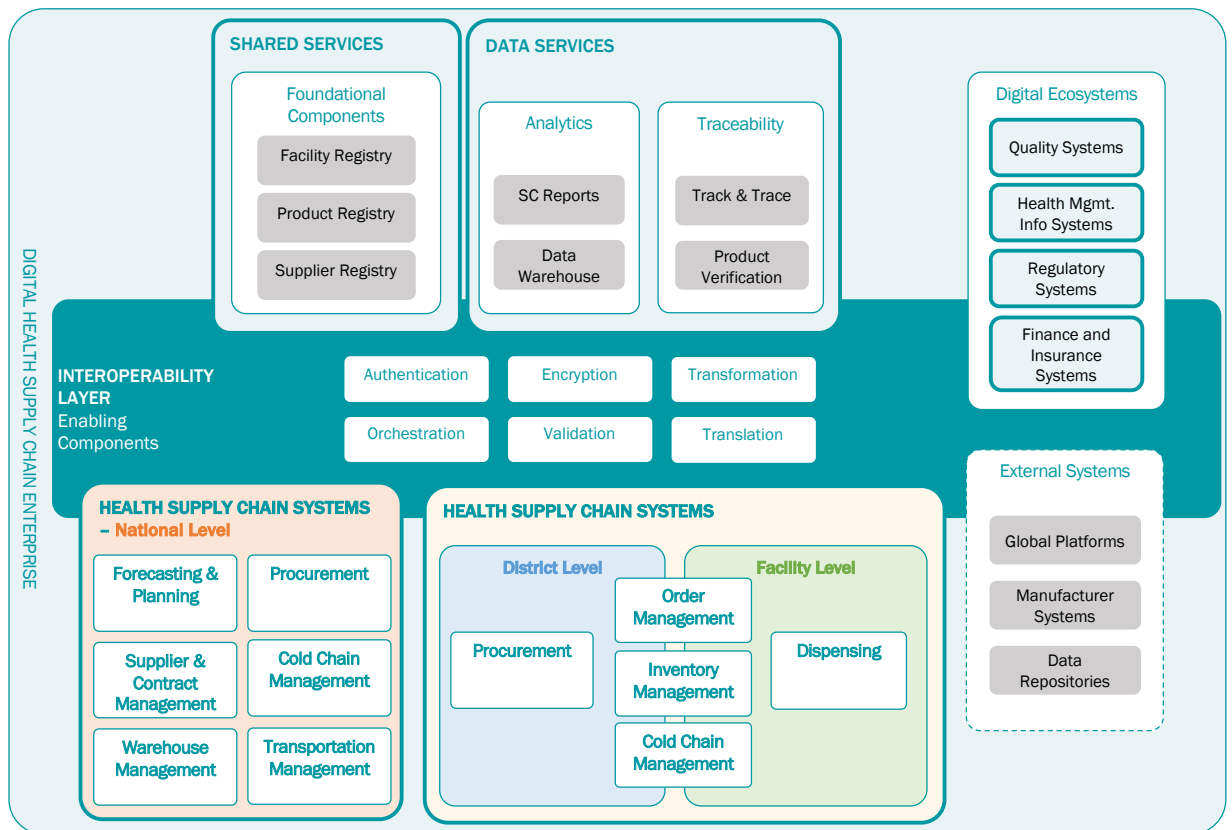 DIGITAL HEALTH SUPPLY CHAIN ENTERPRISE
SHARED SERVICES
Foundational
Components
Facility Registry
Product Registry
Supplier Registry
DATA SERVICES
Analytics
SC Reports
Data
Warehouse
Traceability
Track & Trace
Product
Verification
Digital Ecosystems
Quality Systems
Health Mgmt.
Info Systems
Regulatory
Systems
Finance and
Insurance
Systems
INTEROPERABILITY
LAYER
Enabling
Components
Authentication
Encryption
Transformation
Orchestration
Validation
Translation
HEALTH SUPPLY CHAIN SYSTEMS
– National Level
Forecasting &
Planning
Procurement
Supplier &
Contract
Management
Cold Chain
Management
Warehouse
Management
Transportation
Management
HEALTH SUPPLY CHAIN SYSTEMS
District Level
Facility Level
Procurement
Order
Management
Inventory
Management
Cold Chain
Management
Dispensing
External Systems
Global Platforms
Manufacturer
Systems
Data
Repositories